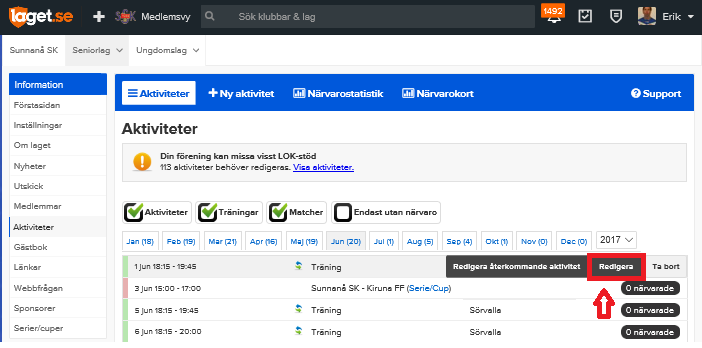 laget.se Medlemsvy Sök klubbar & lag 1492 Erik
Sunnanå SK Seniorlag Ungdomslag
Information
Förstasidan
Inställningar
Om laget
Nyheter
Utskick
Medlemmar
Aktiviteter
Gästbok
Länkar
Webbfrågan
Sponsorer
Serier/cuper
Aktiviteter Ny aktivitet Närvarostatistik Närvarokort Support
Aktiviteter
Din förening kan missa visst LOK-stöd
113 aktiviteter behöver redigeras. Visa aktiviteter.
Aktiviteter Träningar Matcher Endast utan närvaro
Jan (18) Feb (19) Mar (21) Apr (16) Maj (19) Jun (20) Jul (1) Aug (5) Sep (4) Okt (1) Nov (0) Dec (0) 2017
1 jun 18:15 - 19:45 Träning Redigera återkommande aktivitet Redigera Ta bort
3 jun 15:00 - 17:00 Sunnanå SK - Kiruna FF (Serie/Cup) 0 närvarade
5 jun 18:15 - 19:45 Träning Sörvalla 0 närvarade
6 jun 18:15 - 20:00 Träning Sörvalla 0 närvarade